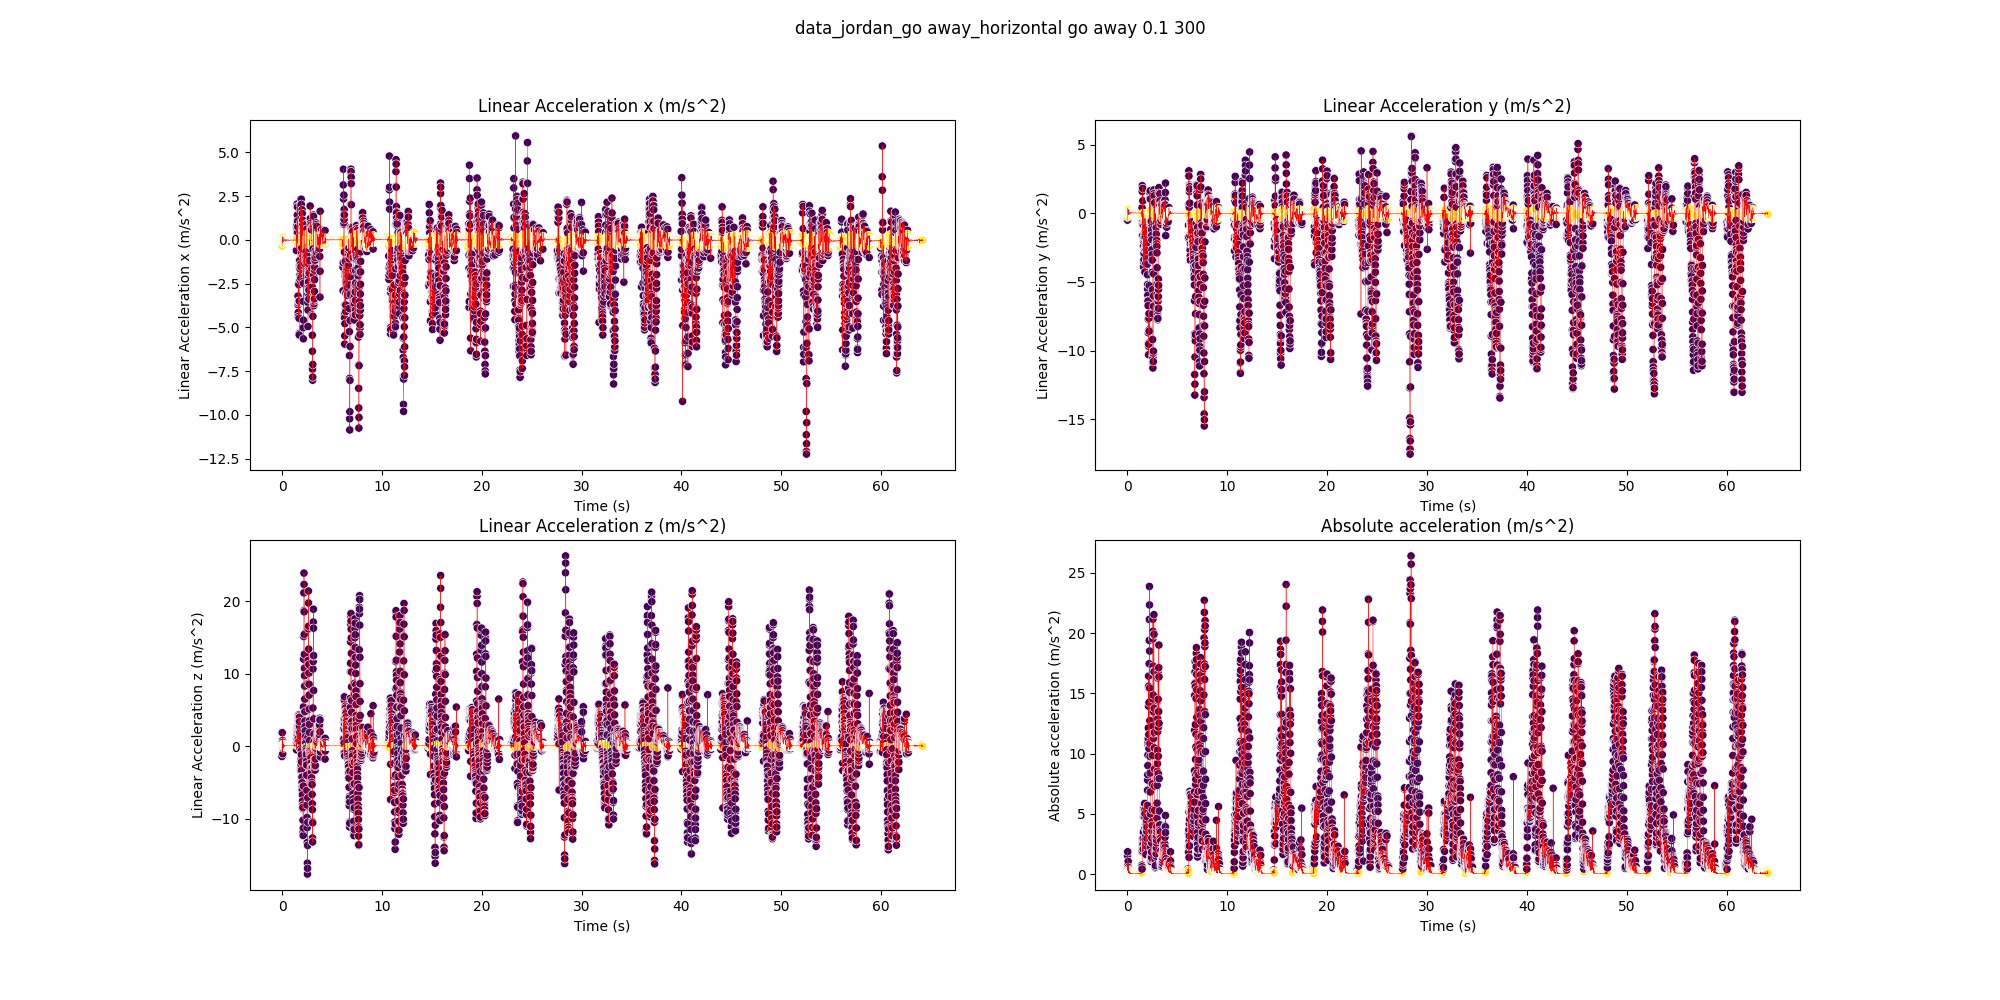 data_jordan_go away_horizontal go away 0.1 300
Linear Acceleration x (m/s^2)
Linear Acceleration x (m/s^2)
5.0
2.5
0.0
−2.5
−5.0
−7.5
−10.0
−12.5
0 10 20 30 40 50 60
Time (s)
Linear Acceleration y (m/s^2)
Linear Acceleration y (m/s^2)
5
0
−5
−10
−15
0 10 20 30 40 50 60
Time (s)
Linear Acceleration z (m/s^2)
Linear Acceleration z (m/s^2)
20
10
0
−10
0 10 20 30 40 50 60
Time (s)
Absolute acceleration (m/s^2)
Absolute acceleration (m/s^2)
25
20
15
10
5
0
0 10 20 30 40 50 60
Time (s)